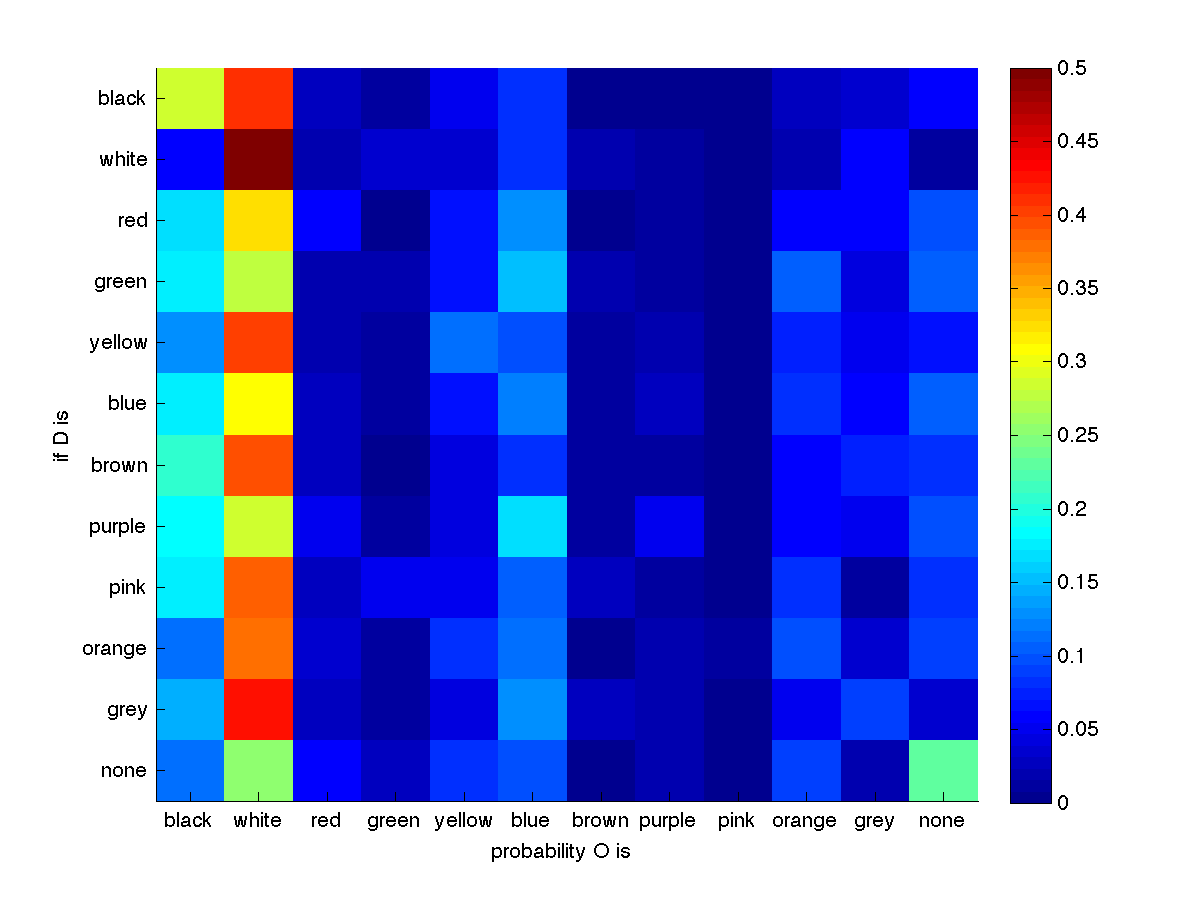 if D is
black
white
red
green
yellow
blue
brown
purple
pink
orange
grey
none
black white red green yellow blue brown purple pink orange grey none
probability O is
0.5
0.45
0.4
0.35
0.3
0.25
0.2
0.15
0.1
0.05
0